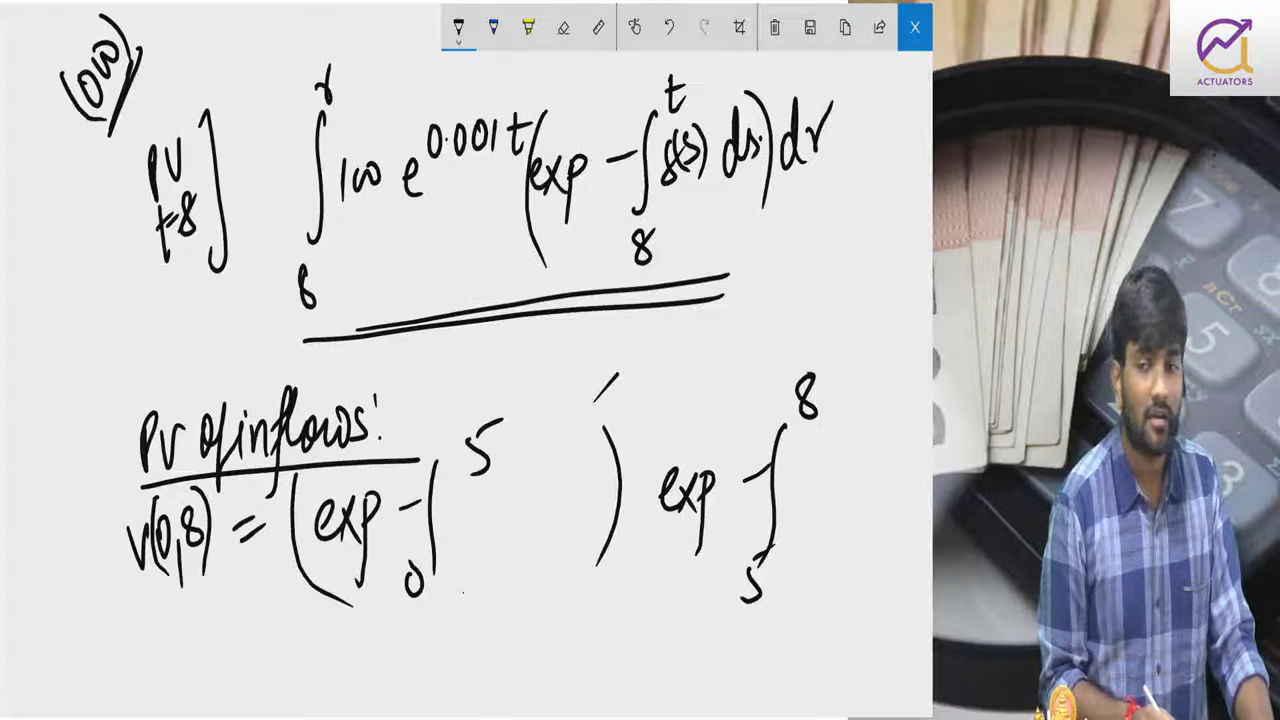 (OW)
PV
t=8] ∫₈^r 100 e^0.001t (exp −∫₈^t δ(s) ds) dr
PV of inflows:
v(0,8) = (exp −∫₀^5 ) exp −∫₅^8
ACTUATORS